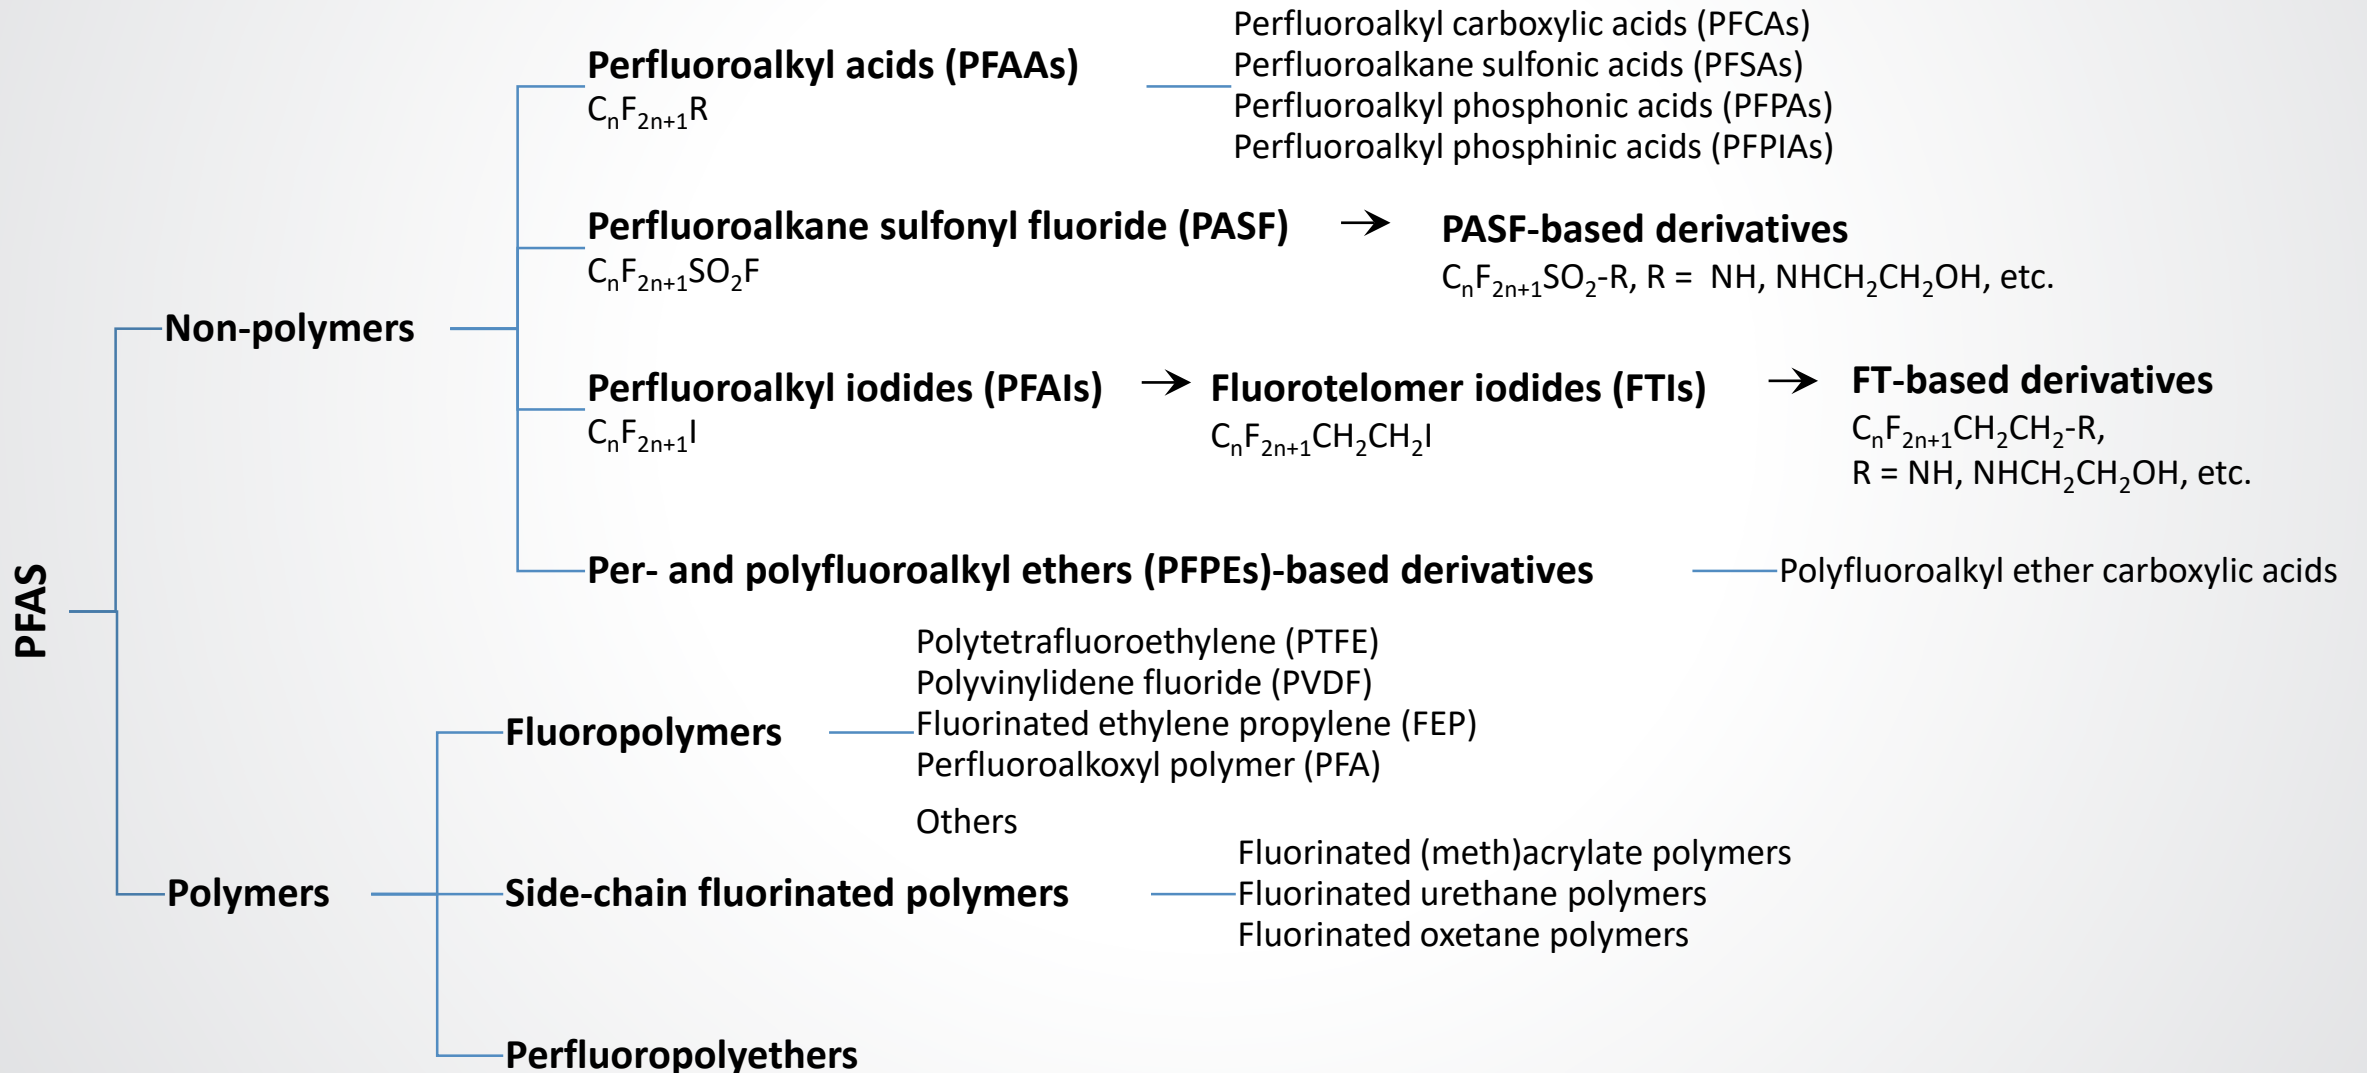 PFAS
Non-polymers
Perfluoroalkyl acids (PFAAs)
CₙF₂ₙ₊₁R
Perfluoroalkyl carboxylic acids (PFCAs)
Perfluoroalkane sulfonic acids (PFSAs)
Perfluoroalkyl phosphonic acids (PFPAs)
Perfluoroalkyl phosphinic acids (PFPIAs)
Perfluoroalkane sulfonyl fluoride (PASF)
CₙF₂ₙ₊₁SO₂F
→
PASF-based derivatives
CₙF₂ₙ₊₁SO₂-R, R = NH, NHCH₂CH₂OH, etc.
Perfluoroalkyl iodides (PFAIs)
CₙF₂ₙ₊₁I
→
Fluorotelomer iodides (FTIs)
CₙF₂ₙ₊₁CH₂CH₂I
→
FT-based derivatives
CₙF₂ₙ₊₁CH₂CH₂-R,
R = NH, NHCH₂CH₂OH, etc.
Per- and polyfluoroalkyl ethers (PFPEs)-based derivatives
Polyfluoroalkyl ether carboxylic acids
Polymers
Fluoropolymers
Polytetrafluoroethylene (PTFE)
Polyvinylidene fluoride (PVDF)
Fluorinated ethylene propylene (FEP)
Perfluoroalkoxyl polymer (PFA)
Others
Side-chain fluorinated polymers
Fluorinated (meth)acrylate polymers
Fluorinated urethane polymers
Fluorinated oxetane polymers
Perfluoropolyethers